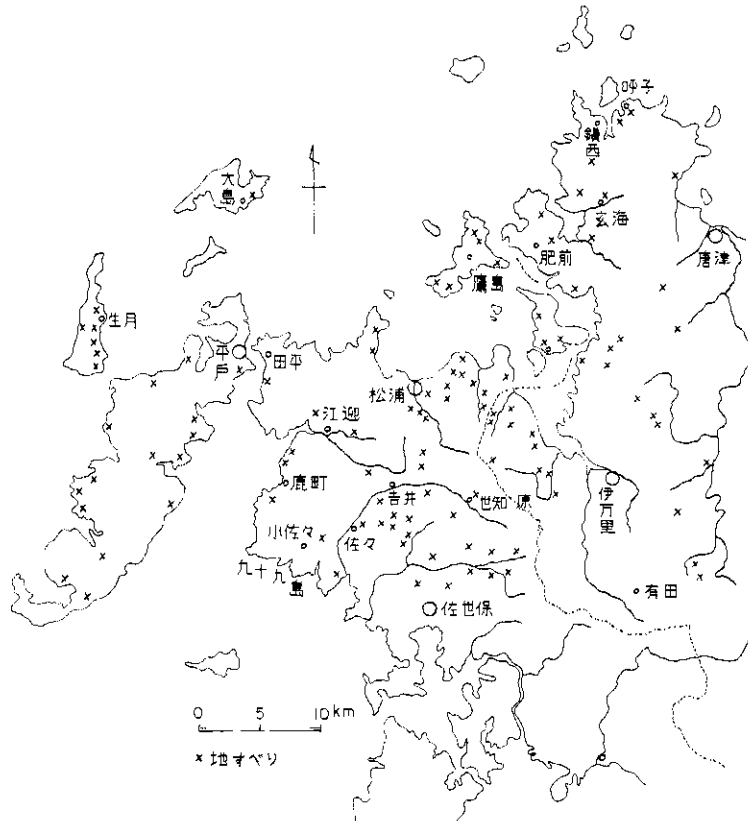 呼子
鎮西
玄海
唐津
大島
肥前
鷹島
生月
平戸
田平
松浦
江迎
鹿町
吉井
世知原
伊万里
小佐々
佐々
九十九島
有田
佐世保
0 5 10 km
× 地すべり